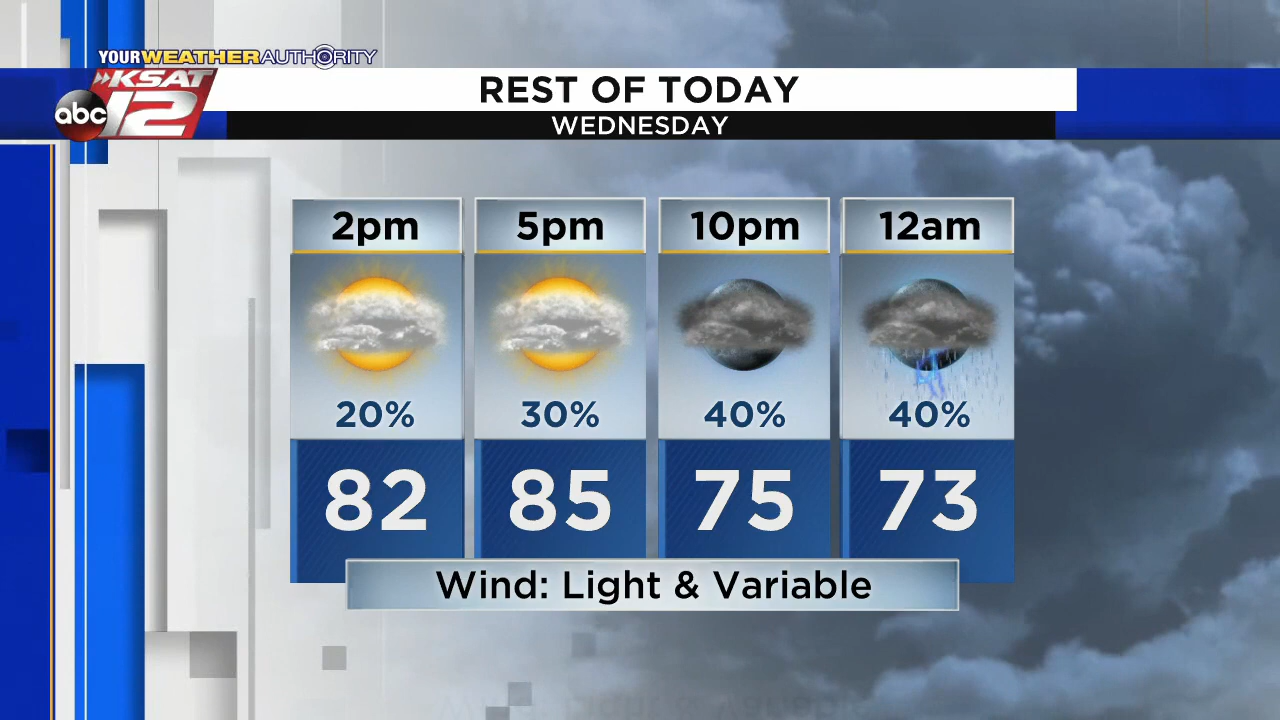 YOUR WEATHER AUTHORITY
KSAT
abc 12
REST OF TODAY
WEDNESDAY
2pm 5pm 10pm 12am
20% 30% 40% 40%
82 85 75 73
Wind: Light & Variable